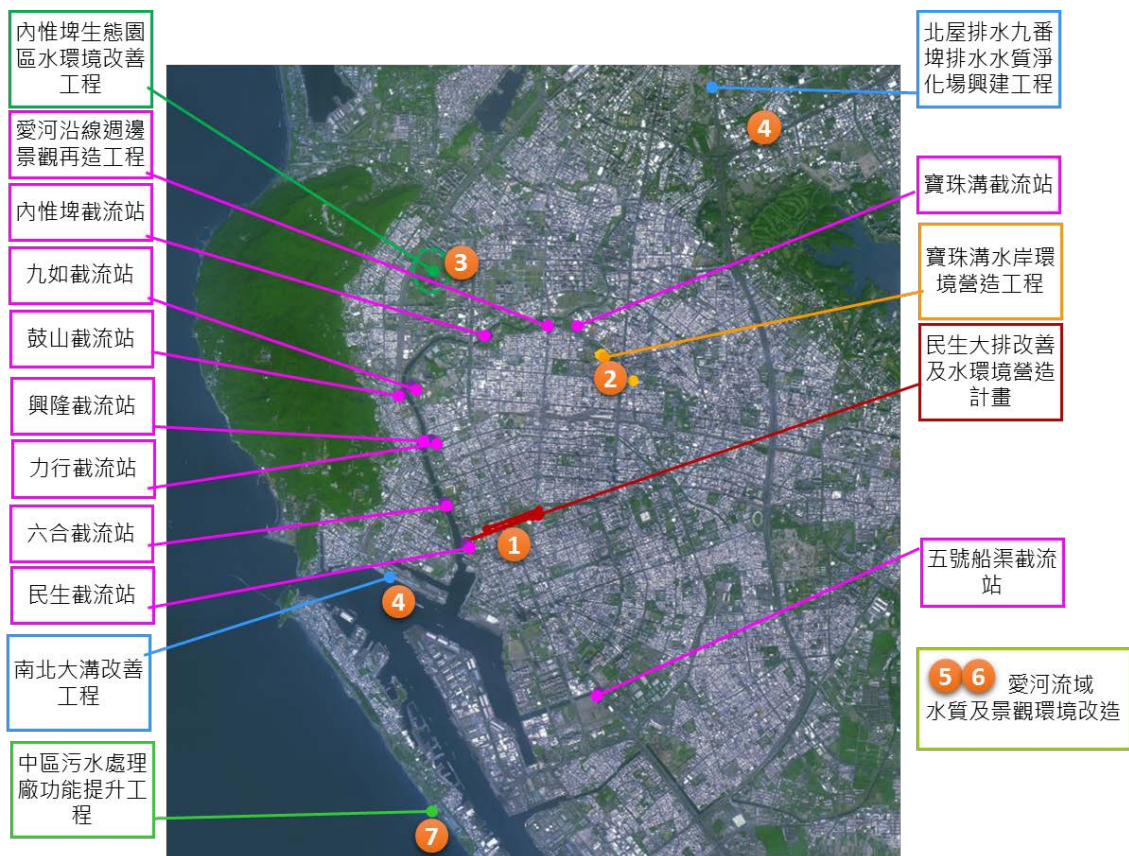 內惟埤生態園
區水環境改善
工程
愛河沿線週邊
景觀再造工程
內惟埤截流站
九如截流站
鼓山截流站
興隆截流站
力行截流站
六合截流站
民生截流站
南北大溝改善
工程
中區污水處理
廠功能提升工
程
3
4
2
1
4
7
北屋排水九番
埤排水水質淨
化場興建工程
寶珠溝截流站
寶珠溝水岸環
境營造工程
民生大排改善
及水環境營造
計畫
五號船渠截流
站
5 6 愛河流域
水質及景觀環境改造